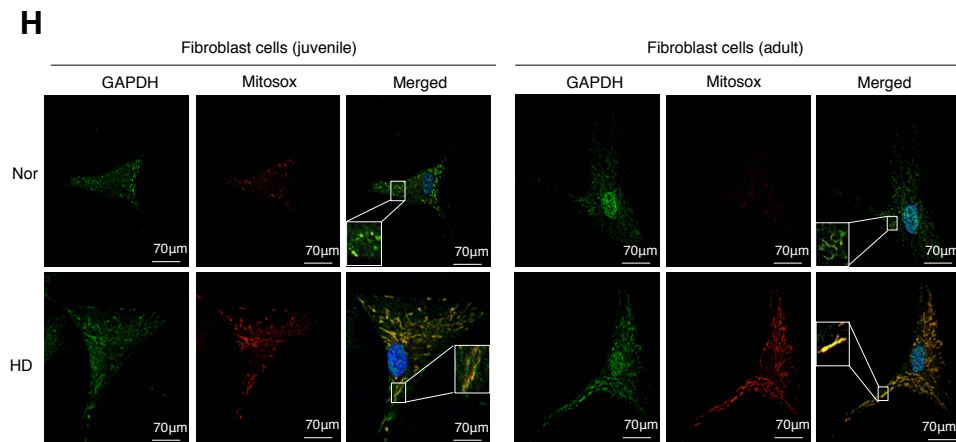 H
Fibroblast cells (juvenile) Fibroblast cells (adult)
GAPDH Mitosox Merged GAPDH Mitosox Merged
Nor
70µm 70µm 70µm 70µm 70µm 70µm
HD
70µm 70µm 70µm 70µm 70µm 70µm